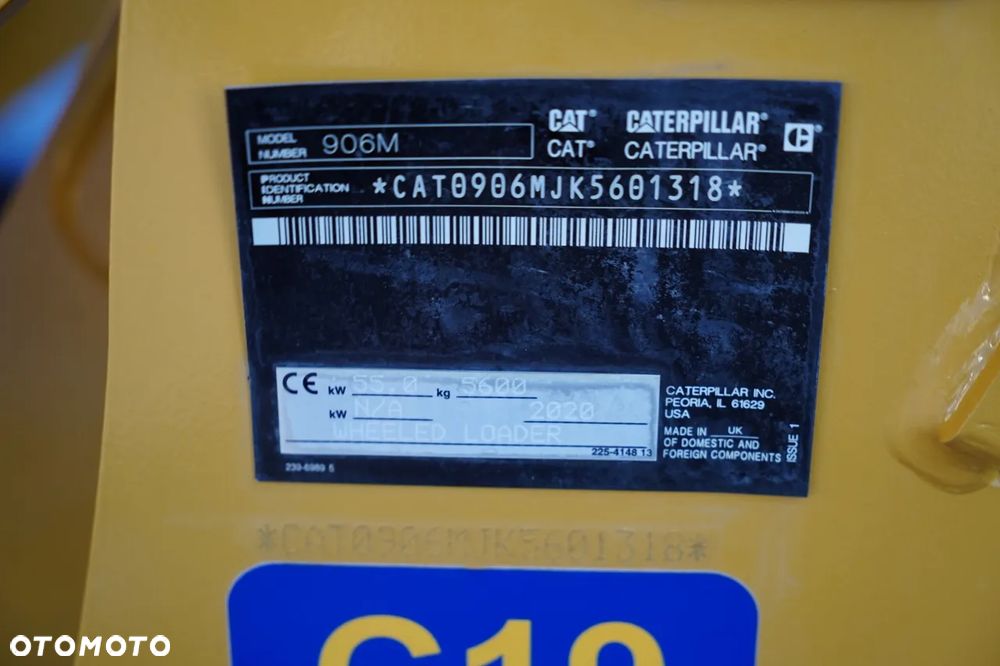 CAT® CATERPILLAR®
MODEL NUMBER 906M
CAT® CATERPILLAR®
PRODUCT IDENTIFICATION NUMBER *CAT0906MJK5601318*
CE kW 55.0 kg 5600
kW N/A 2020
WHEELED LOADER
225-4148 13
239-6989 5
CATERPILLAR INC.
PEORIA, IL 61629
USA
MADE IN UK
OF DOMESTIC AND
FOREIGN COMPONENTS
ISSUE 1
*CAT0906MJK5601318*
OTOMOTO